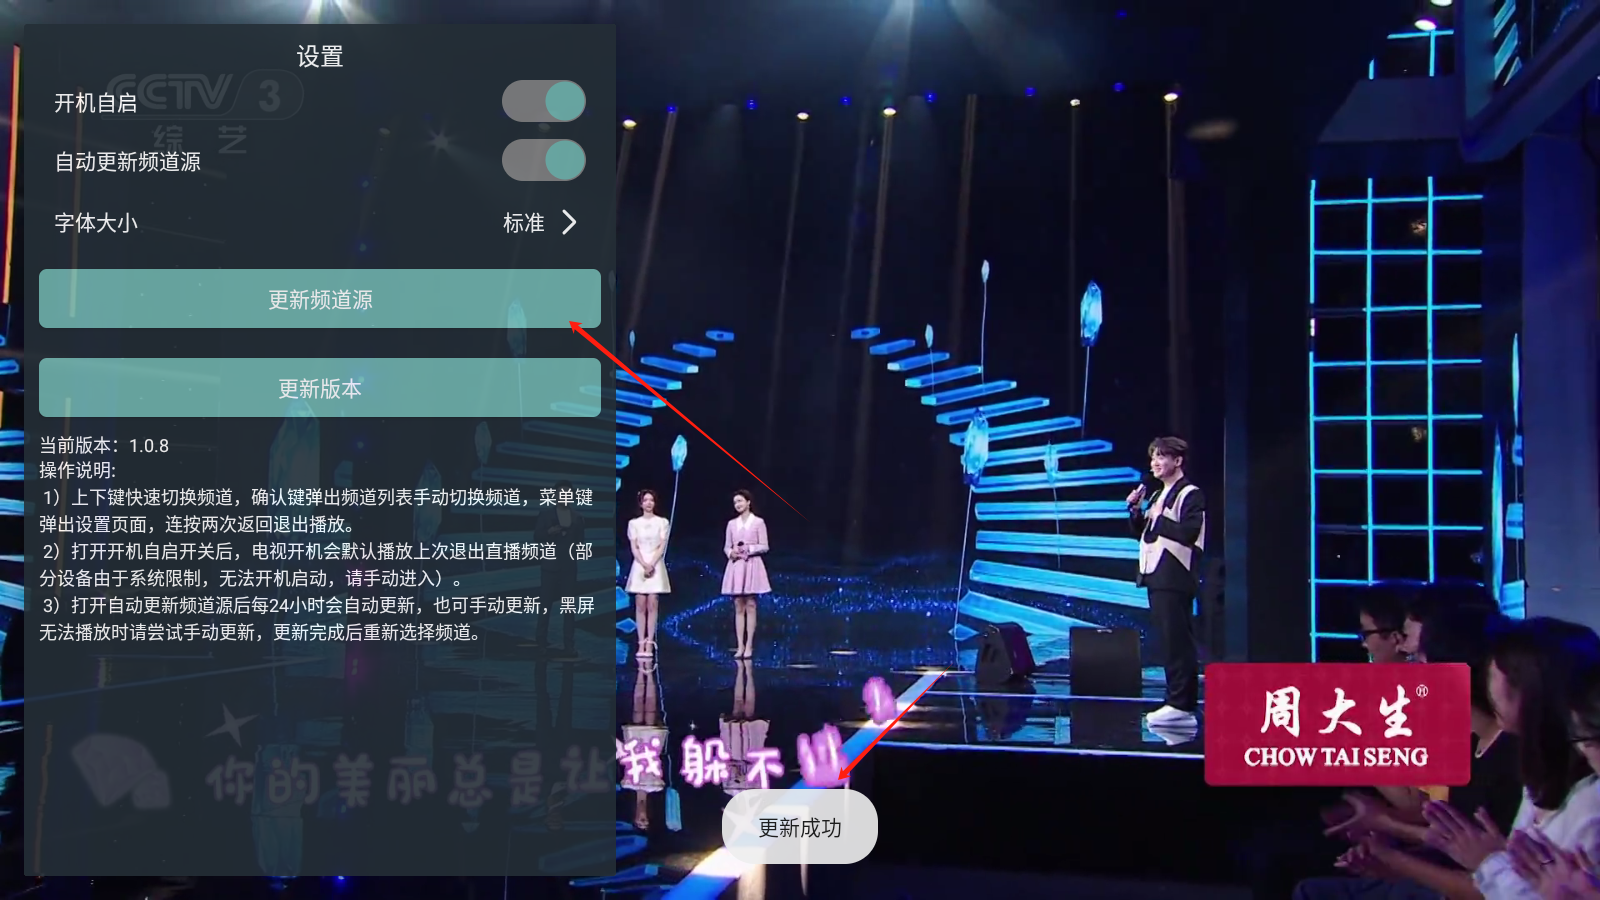 设置
CCTV 3
综艺
开机自启
自动更新频道源
字体大小 标准
更新频道源
更新版本
当前版本：1.0.8
操作说明:
1）上下键快速切换频道，确认键弹出频道列表手动切换频道，菜单键
弹出设置页面，连按两次返回退出播放。
2）打开开机自启开关后，电视开机会默认播放上次退出直播频道（部
分设备由于系统限制，无法开机启动，请手动进入）。
3）打开自动更新频道源后每24小时会自动更新，也可手动更新，黑屏
无法播放时请尝试手动更新，更新完成后重新选择频道。
周大生®
CHOW TAI SENG
你的美丽总是让我躲不
更新成功